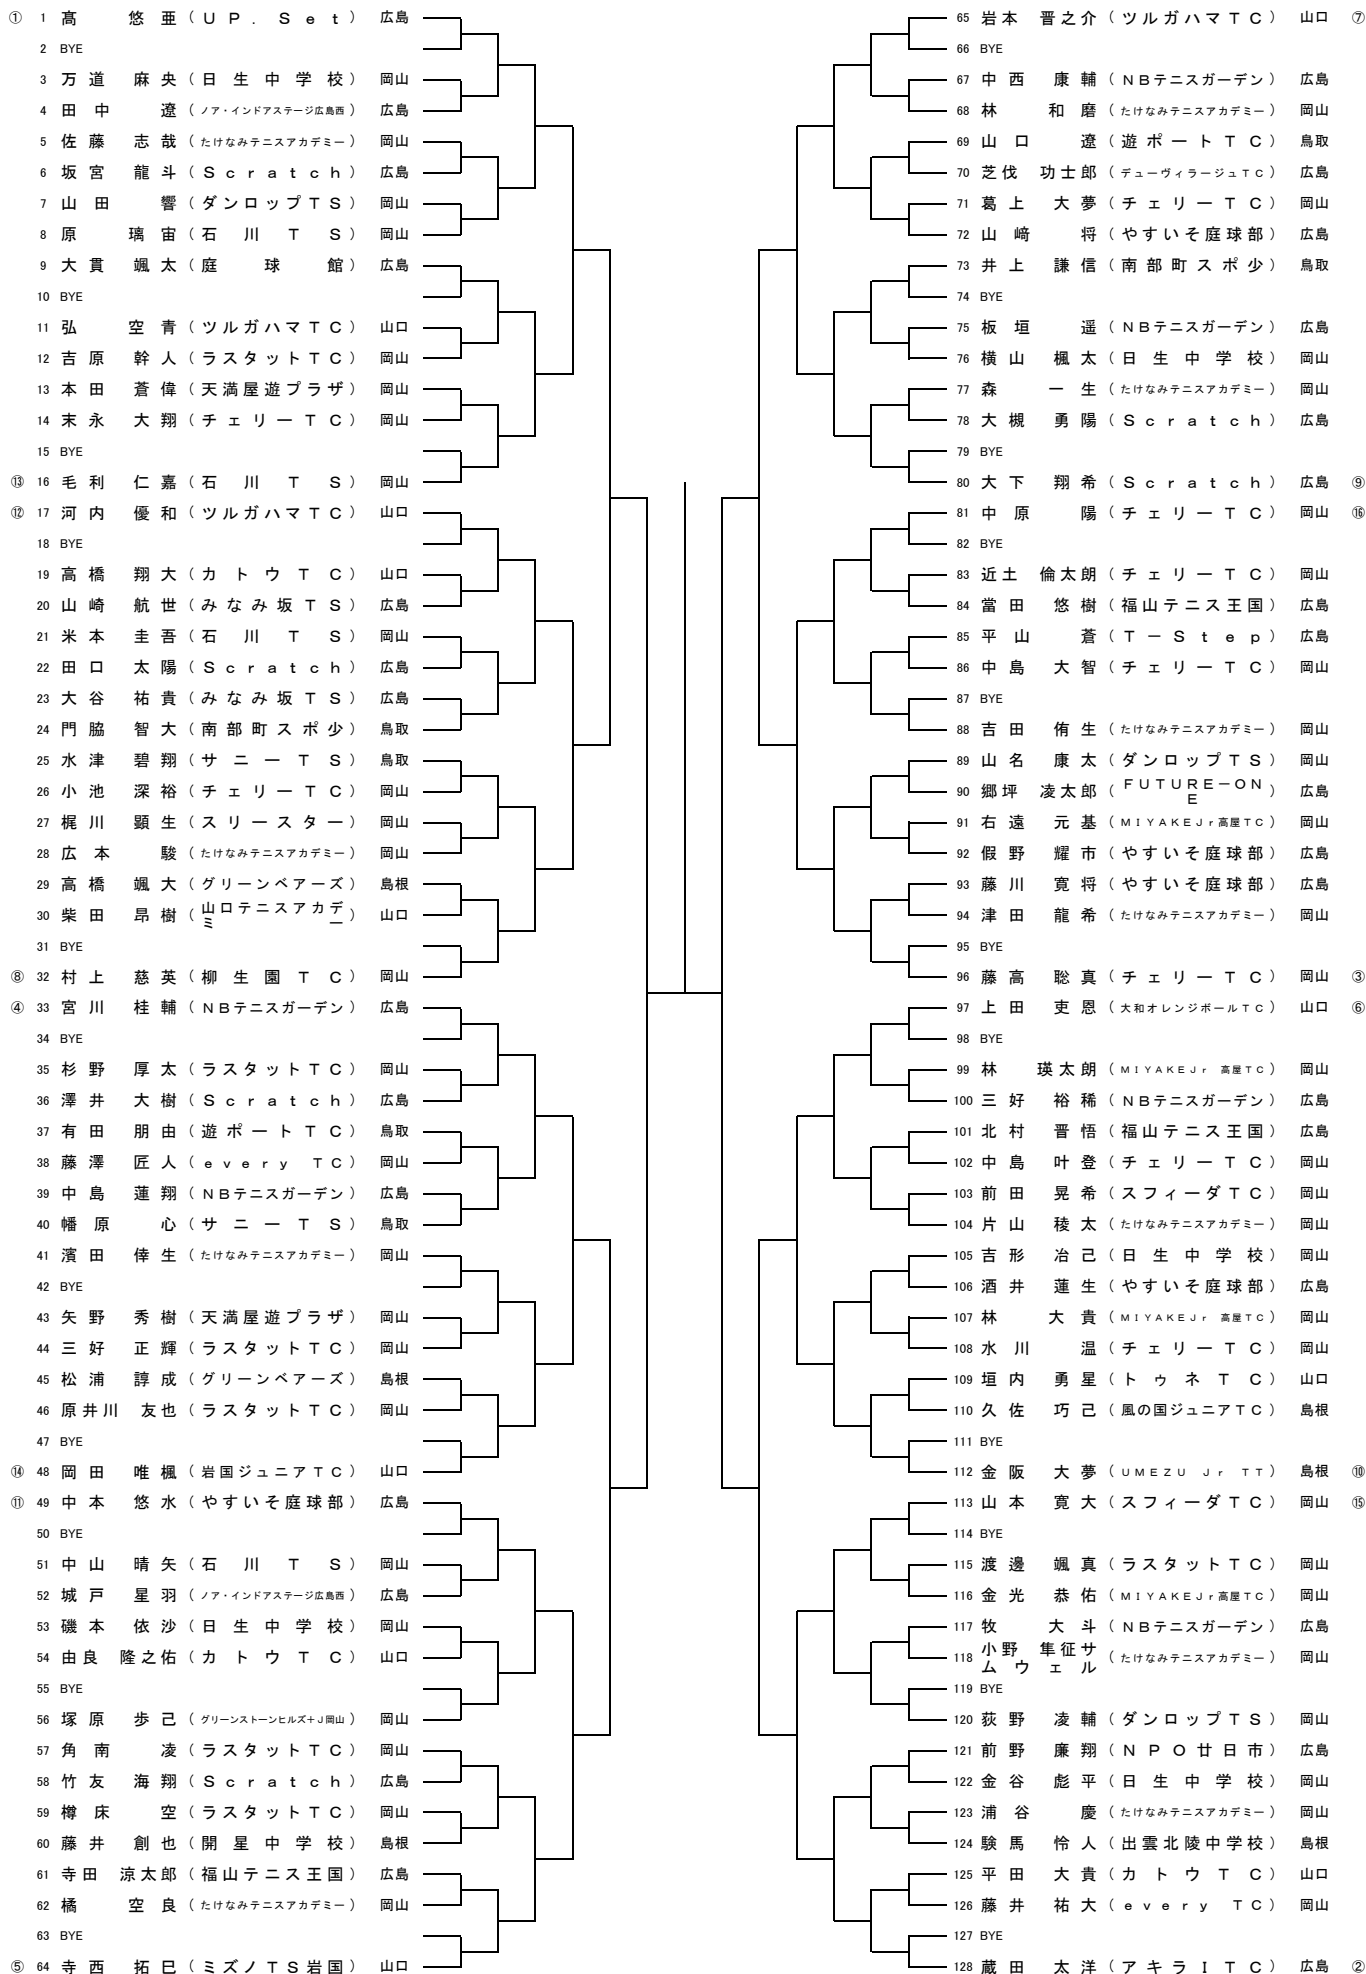 ① 1 髙 悠亜 (UP．Set) 広島
2 BYE
3 万道 麻央 (日生中学校) 岡山
4 田中 遼 (ノア・インドアステージ広島西) 広島
5 佐藤 志哉 (たけなみテニスアカデミー) 岡山
6 坂宮 龍斗 (Scratch) 広島
7 山田 響 (ダンロップTS) 岡山
8 原 璃宙 (石川TS) 岡山
9 大貫 颯太 (庭球館) 広島
10 BYE
11 弘 空青 (ツルガハマTC) 山口
12 吉原 幹人 (ラスタットTC) 岡山
13 本田 蒼偉 (天満屋遊プラザ) 岡山
14 末永 大翔 (チェリーTC) 岡山
15 BYE
⑬ 16 毛利 仁嘉 (石川TS) 岡山
⑫ 17 河内 優和 (ツルガハマTC) 山口
18 BYE
19 高橋 翔大 (カトウTC) 山口
20 山崎 航世 (みなみ坂TS) 広島
21 米本 圭吾 (石川TS) 岡山
22 田口 太陽 (Scratch) 広島
23 大谷 祐貴 (みなみ坂TS) 広島
24 門脇 智大 (南部町スポ少) 鳥取
25 水津 碧翔 (サニーTS) 鳥取
26 小池 深裕 (チェリーTC) 岡山
27 梶川 顕生 (スリースター) 岡山
28 広本 駿 (たけなみテニスアカデミー) 岡山
29 高橋 颯大 (グリーンベアーズ) 島根
30 柴田 昂樹 (山口テニスアカデミー) 山口
31 BYE
⑧ 32 村上 慈英 (柳生園TC) 岡山
④ 33 宮川 桂輔 (NBテニスガーデン) 広島
34 BYE
35 杉野 厚太 (ラスタットTC) 岡山
36 澤井 大樹 (Scratch) 広島
37 有田 朋由 (遊ポートTC) 鳥取
38 藤澤 匠人 (every TC) 岡山
39 中島 蓮翔 (NBテニスガーデン) 広島
40 幡原 心 (サニーTS) 鳥取
41 濱田 倖生 (たけなみテニスアカデミー) 岡山
42 BYE
43 矢野 秀樹 (天満屋遊プラザ) 岡山
44 三好 正輝 (ラスタットTC) 岡山
45 松浦 諄成 (グリーンベアーズ) 島根
46 原井川 友也 (ラスタットTC) 岡山
47 BYE
⑭ 48 岡田 唯楓 (岩国ジュニアTC) 山口
⑪ 49 中本 悠水 (やすいそ庭球部) 広島
50 BYE
51 中山 晴矢 (石川TS) 岡山
52 城戸 星羽 (ノア・インドアステージ広島西) 広島
53 磯本 依沙 (日生中学校) 岡山
54 由良 隆之佑 (カトウTC) 山口
55 BYE
56 塚原 歩己 (グリーンストーンヒルズ+J岡山) 岡山
57 角南 凌 (ラスタットTC) 岡山
58 竹友 海翔 (Scratch) 広島
59 樽床 空 (ラスタットTC) 岡山
60 藤井 創也 (開星中学校) 島根
61 寺田 涼太郎 (福山テニス王国) 広島
62 橘 空良 (たけなみテニスアカデミー) 岡山
63 BYE
⑤ 64 寺西 拓巳 (ミズノTS岩国) 山口
65 岩本 晋之介 (ツルガハマTC) 山口 ⑦
66 BYE
67 中西 康輔 (NBテニスガーデン) 広島
68 林 和磨 (たけなみテニスアカデミー) 岡山
69 山口 遼 (遊ポートTC) 鳥取
70 芝伐 功士郎 (デューヴィラージュTC) 広島
71 葛上 大夢 (チェリーTC) 岡山
72 山﨑 将 (やすいそ庭球部) 広島
73 井上 謙信 (南部町スポ少) 鳥取
74 BYE
75 板垣 遥 (NBテニスガーデン) 広島
76 横山 楓太 (日生中学校) 岡山
77 森 一生 (たけなみテニスアカデミー) 岡山
78 大槻 勇陽 (Scratch) 広島
79 BYE
80 大下 翔希 (Scratch) 広島 ⑨
81 中原 陽 (チェリーTC) 岡山 ⑯
82 BYE
83 近土 倫太朗 (チェリーTC) 岡山
84 當田 悠樹 (福山テニス王国) 広島
85 平山 蒼 (T－Step) 広島
86 中島 大智 (チェリーTC) 岡山
87 BYE
88 吉田 侑生 (たけなみテニスアカデミー) 岡山
89 山名 康太 (ダンロップTS) 岡山
90 郷坪 凌太郎 (FUTURE－ONE) 広島
91 右遠 元基 (MIYAKEJr高屋TC) 岡山
92 假野 耀市 (やすいそ庭球部) 広島
93 藤川 寛将 (やすいそ庭球部) 広島
94 津田 龍希 (たけなみテニスアカデミー) 岡山
95 BYE
96 藤高 聡真 (チェリーTC) 岡山 ③
97 上田 吏恩 (大和オレンジボールTC) 山口 ⑥
98 BYE
99 林 瑛太朗 (MIYAKEJr 高屋TC) 岡山
100 三好 裕稀 (NBテニスガーデン) 広島
101 北村 晋悟 (福山テニス王国) 広島
102 中島 叶登 (チェリーTC) 岡山
103 前田 晃希 (スフィーダTC) 岡山
104 片山 稜太 (たけなみテニスアカデミー) 岡山
105 吉形 冶己 (日生中学校) 岡山
106 酒井 蓮生 (やすいそ庭球部) 広島
107 林 大貴 (MIYAKEJr 高屋TC) 岡山
108 水川 温 (チェリーTC) 岡山
109 垣内 勇星 (トゥネTC) 山口
110 久佐 巧己 (風の国ジュニアTC) 島根
111 BYE
112 金阪 大夢 (UMEZU Jr TT) 島根 ⑩
113 山本 寛大 (スフィーダTC) 岡山 ⑮
114 BYE
115 渡邊 颯真 (ラスタットTC) 岡山
116 金光 恭佑 (MIYAKEJr高屋TC) 岡山
117 牧 大斗 (NBテニスガーデン) 広島
118 小野 隼征サムウェル (たけなみテニスアカデミー) 岡山
119 BYE
120 荻野 凌輔 (ダンロップTS) 岡山
121 前野 廉翔 (NPO廿日市) 広島
122 金谷 彪平 (日生中学校) 岡山
123 浦谷 慶 (たけなみテニスアカデミー) 岡山
124 験馬 怜人 (出雲北陵中学校) 島根
125 平田 大貴 (カトウTC) 山口
126 藤井 祐大 (every TC) 岡山
127 BYE
128 蔵田 太洋 (アキラITC) 広島 ②